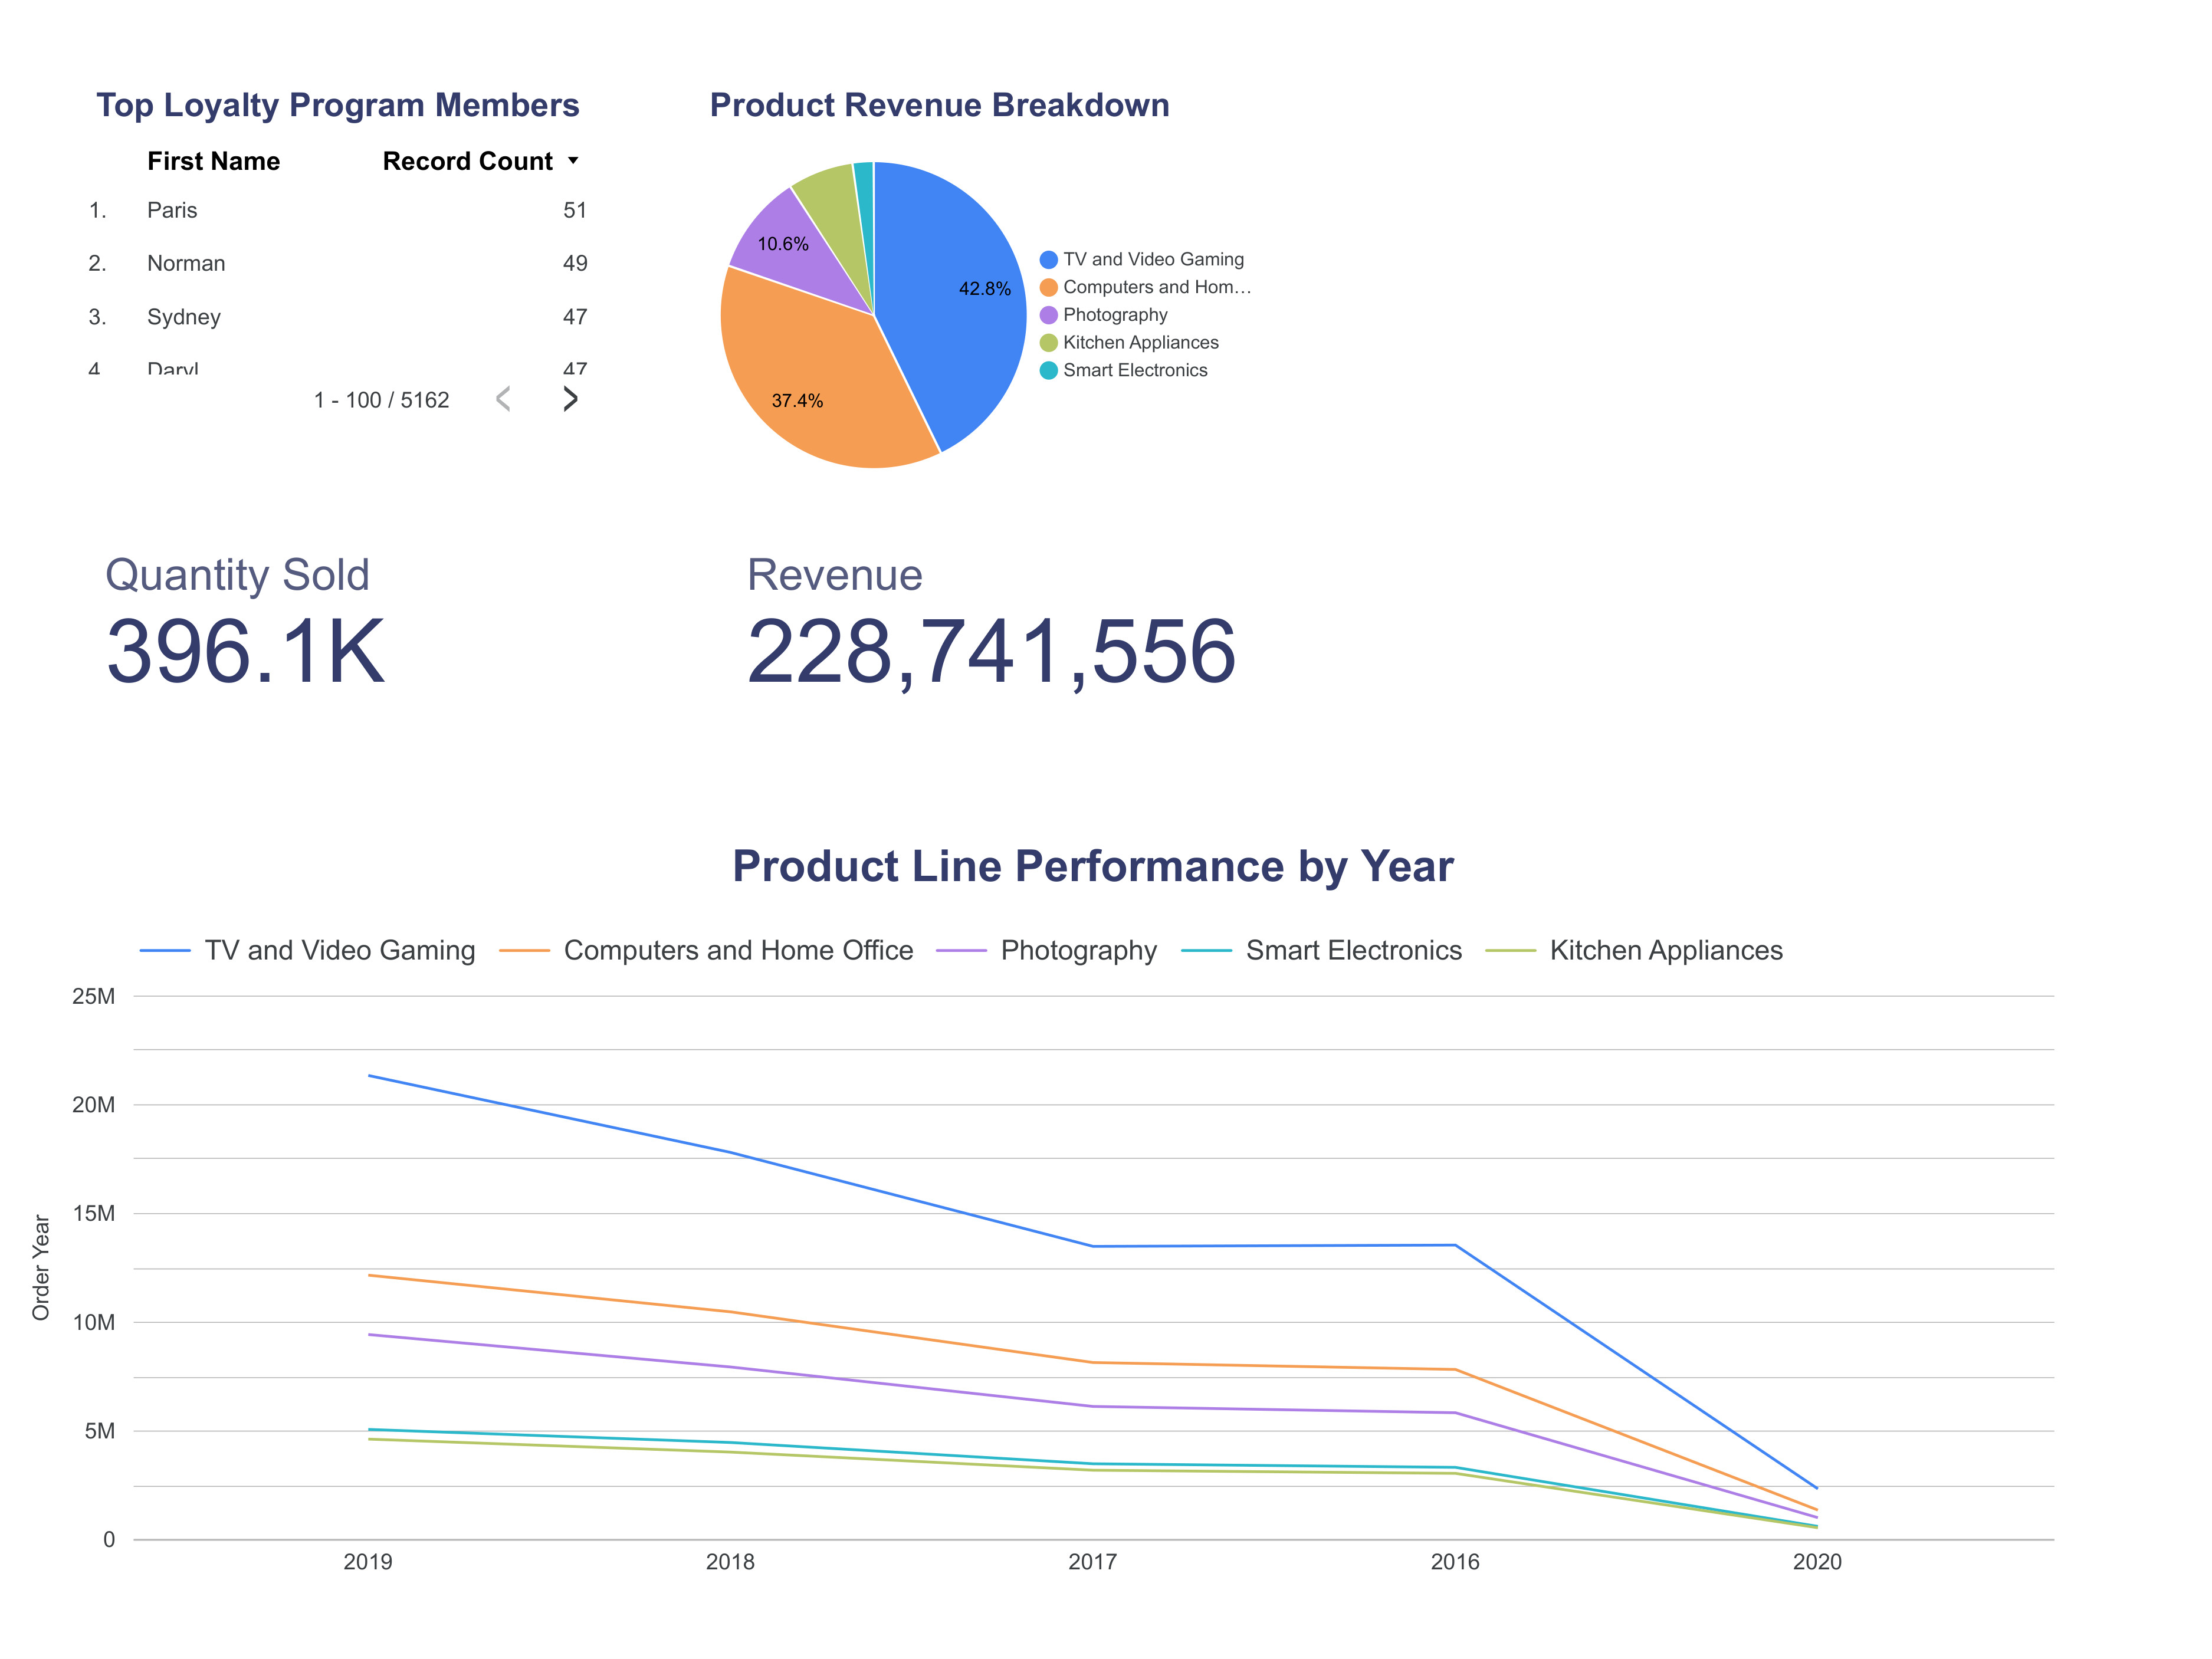 Top Loyalty Program Members
First Name Record Count
1. Paris 51
2. Norman 49
3. Sydney 47
4 Daryl 47
1 - 100 / 5162
Product Revenue Breakdown
42.8%
37.4%
10.6%
TV and Video Gaming
Computers and Hom…
Photography
Kitchen Appliances
Smart Electronics
Quantity Sold
396.1K
Revenue
228,741,556
Product Line Performance by Year
TV and Video Gaming Computers and Home Office Photography Smart Electronics Kitchen Appliances
Order Year
25M
20M
15M
10M
5M
0
2019 2018 2017 2016 2020